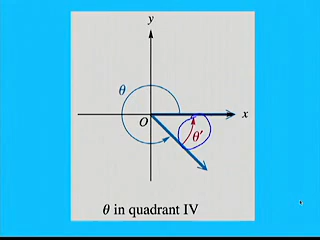 y
θ
O
x
θ′
θ in quadrant IV